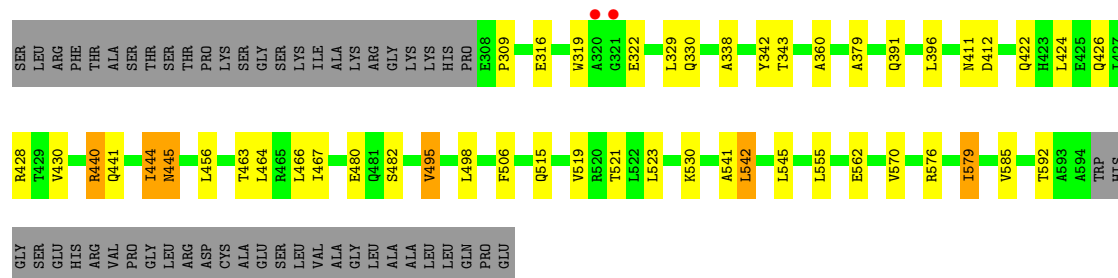 SER LEU ARG PHE THR ALA SER THR SER THR PRO LYS SER GLY SER LYS ILE ALA LYS ARG GLY LYS LYS HIS PRO E308 P309 E316 W319 A320 G321 E322 L329 Q330 A338 Y342 T343 A360 A379 Q391 L396 N411 D412 Q422 H423 L424 E425 Q426 L427
R428 T429 V430 R440 Q441 I444 N445 L456 T463 L464 R465 L466 I467 E480 Q481 S482 V495 L498 F506 Q515 V519 R520 T521 L522 L523 K530 A541 L542 L545 L555 E562 V570 R576 I579 V585 T592 A593 A594 TRP HIS
GLY SER GLU HIS ARG VAL PRO GLY LEU ARG ASP CYS ALA GLU SER LEU VAL ALA GLY LEU ALA ALA LEU LEU GLN PRO GLU